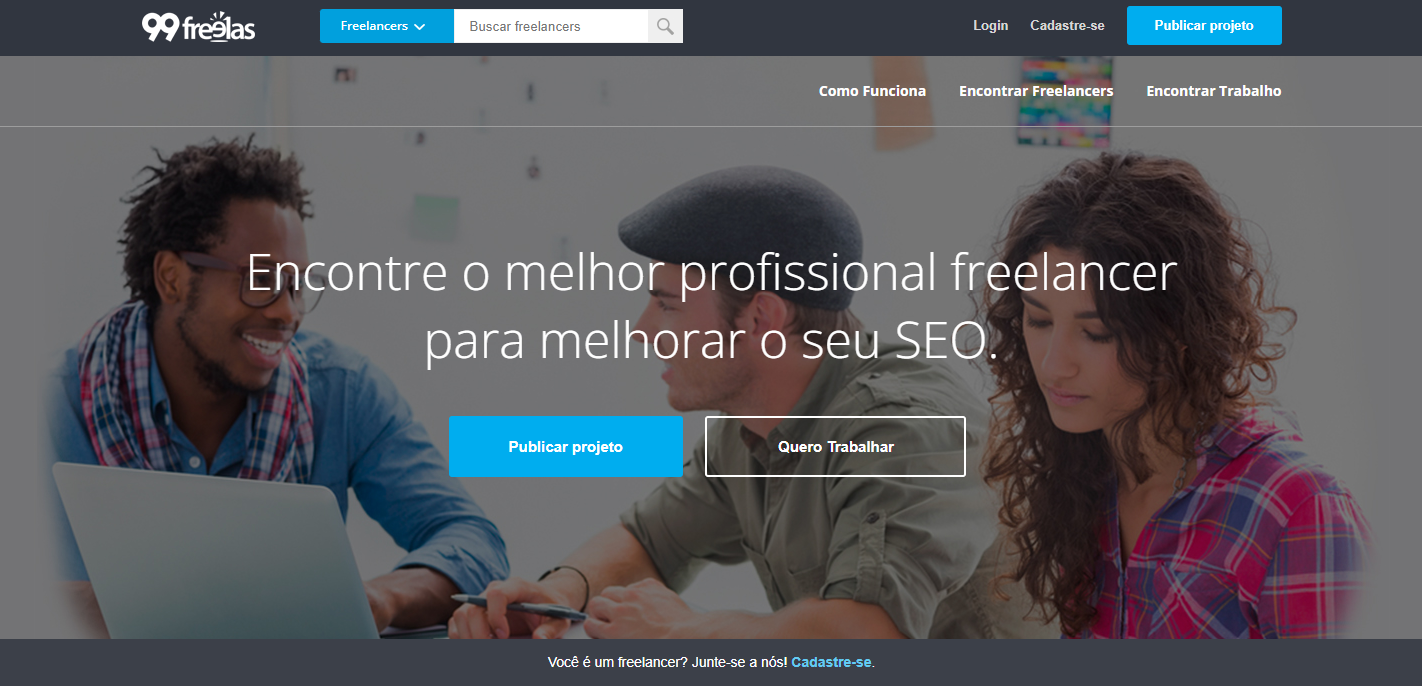 99freelas
Freelancers
Buscar freelancers
Login
Cadastre-se
Publicar projeto
Como Funciona
Encontrar Freelancers
Encontrar Trabalho
Encontre o melhor profissional freelancer
para melhorar o seu SEO.
Publicar projeto
Quero Trabalhar
Você é um freelancer? Junte-se a nós! Cadastre-se.